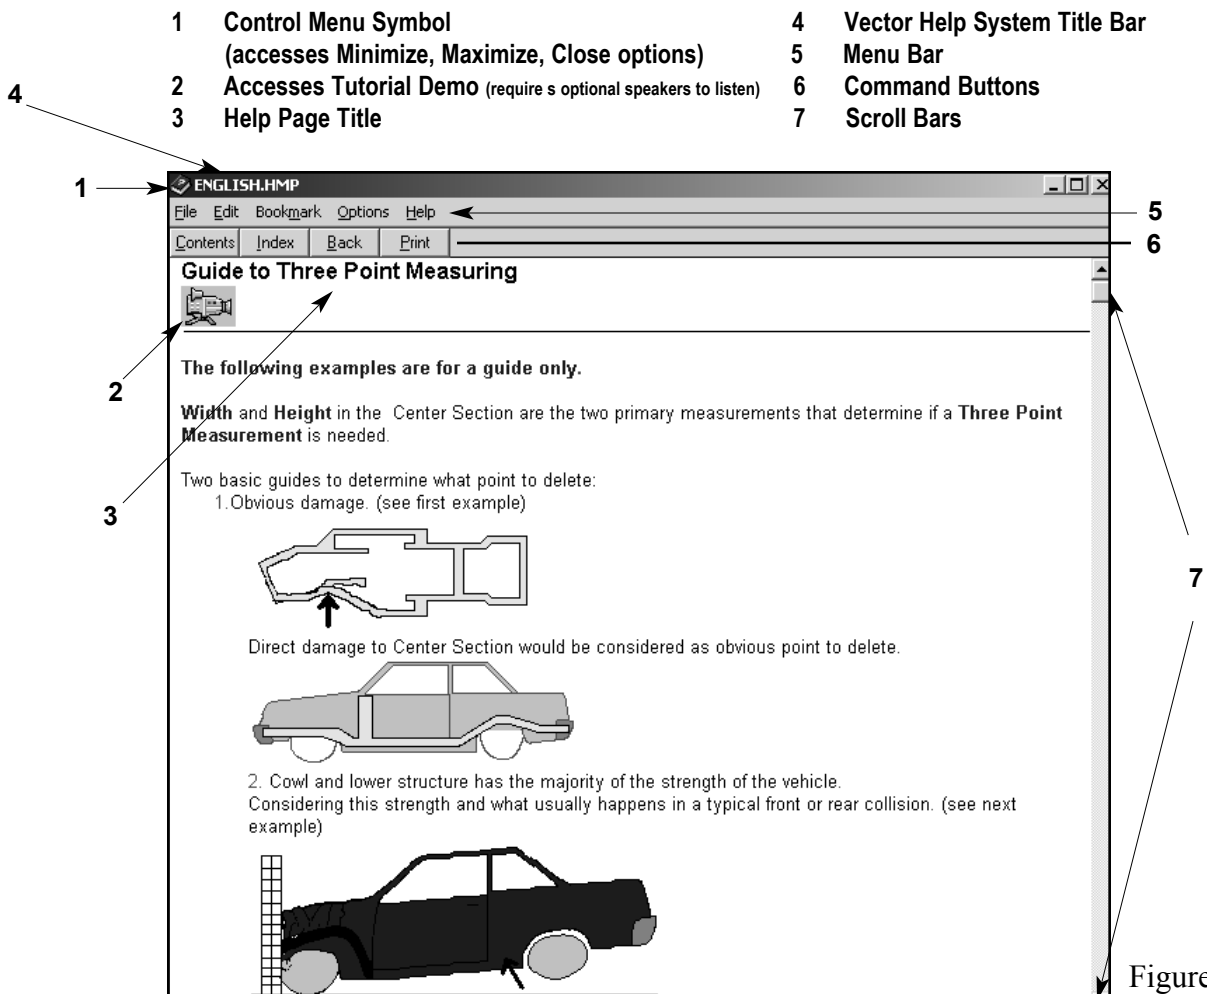 1 Control Menu Symbol
(accesses Minimize, Maximize, Close options)
2 Accesses Tutorial Demo (require s optional speakers to listen)
3 Help Page Title
4 Vector Help System Title Bar
5 Menu Bar
6 Command Buttons
7 Scroll Bars
4
1
ENGLISH.HMP
File Edit Bookmark Options Help
5
Contents Index Back Print
6
Guide to Three Point Measuring
2
The following examples are for a guide only.
Width and Height in the Center Section are the two primary measurements that determine if a Three Point
Measurement is needed.
Two basic guides to determine what point to delete:
1.Obvious damage. (see first example)
3
7
Direct damage to Center Section would be considered as obvious point to delete.
2. Cowl and lower structure has the majority of the strength of the vehicle.
Considering this strength and what usually happens in a typical front or rear collision. (see next
example)
Figure